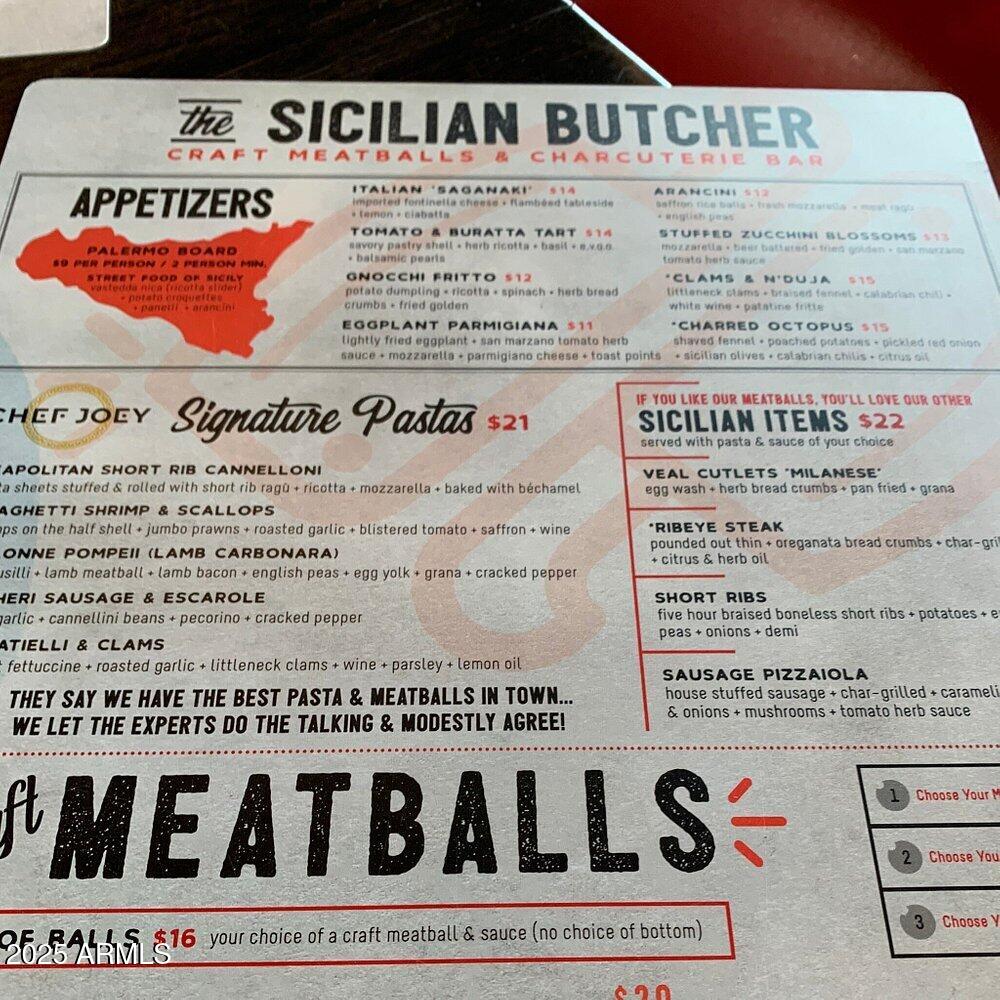 the SICILIAN BUTCHER
CRAFT MEATBALLS & CHARCUTERIE BAR
APPETIZERS
PALERMO BOARD
$9 PER PERSON / 2 PERSON MIN.
STREET FOOD OF SICILY
vastedda nica (ricotta slider)
• potato croquettes
• panelli • arancini
ITALIAN 'SAGANAKI' $14
imported fontinella cheese • flambéed tableside
• lemon • ciabatta
TOMATO & BURATTA TART $14
savory pastry shell • herb ricotta • basil • e.v.o.o.
• balsamic pearls
GNOCCHI FRITTO $12
potato dumpling • ricotta • spinach • herb bread
crumbs • fried golden
EGGPLANT PARMIGIANA $11
lightly fried eggplant • san marzano tomato herb
sauce • mozzarella • parmigiano cheese • toast points
ARANCINI $12
saffron rice balls • fresh mozzarella • meat ragú
• english peas
STUFFED ZUCCHINI BLOSSOMS $13
mozzarella • beer battered • fried golden • san marzano
tomato herb sauce
*CLAMS & N'DUJA $15
littleneck clams • braised fennel • calabrian chili •
white wine • patatine fritte
*CHARRED OCTOPUS $15
shaved fennel • poached potatoes • pickled red onion
• sicilian olives • calabrian chilis • citrus oil
CHEF JOEY Signature Pastas $21
APOLITAN SHORT RIB CANNELLONI
ta sheets stuffed & rolled with short rib ragú + ricotta + mozzarella + baked with béchamel
AGHETTI SHRIMP & SCALLOPS
ops on the half shell + jumbo prawns + roasted garlic + blistered tomato + saffron + wine
ONNE POMPEII (LAMB CARBONARA)
usilli + lamb meatball + lamb bacon + english peas + egg yolk + grana + cracked pepper
HERI SAUSAGE & ESCAROLE
garlic + cannellini beans + pecorino + cracked pepper
ATIELLI & CLAMS
fettuccine + roasted garlic + littleneck clams + wine + parsley + lemon oil
THEY SAY WE HAVE THE BEST PASTA & MEATBALLS IN TOWN...
WE LET THE EXPERTS DO THE TALKING & MODESTLY AGREE!
IF YOU LIKE OUR MEATBALLS, YOU'LL LOVE OUR OTHER
SICILIAN ITEMS $22
served with pasta & sauce of your choice
VEAL CUTLETS 'MILANESE'
egg wash + herb bread crumbs + pan fried + grana
*RIBEYE STEAK
pounded out thin + oreganata bread crumbs + char-gril
+ citrus & herb oil
SHORT RIBS
five hour braised boneless short ribs + potatoes + e
peas + onions + demi
SAUSAGE PIZZAIOLA
house stuffed sausage + char-grilled + carameli
& onions + mushrooms + tomato herb sauce
aft MEATBALLS
1 Choose Your M
2 Choose You
3 Choose Y
OF BALLS $16 your choice of a craft meatball & sauce (no choice of bottom)
$20
2025 ARMLS